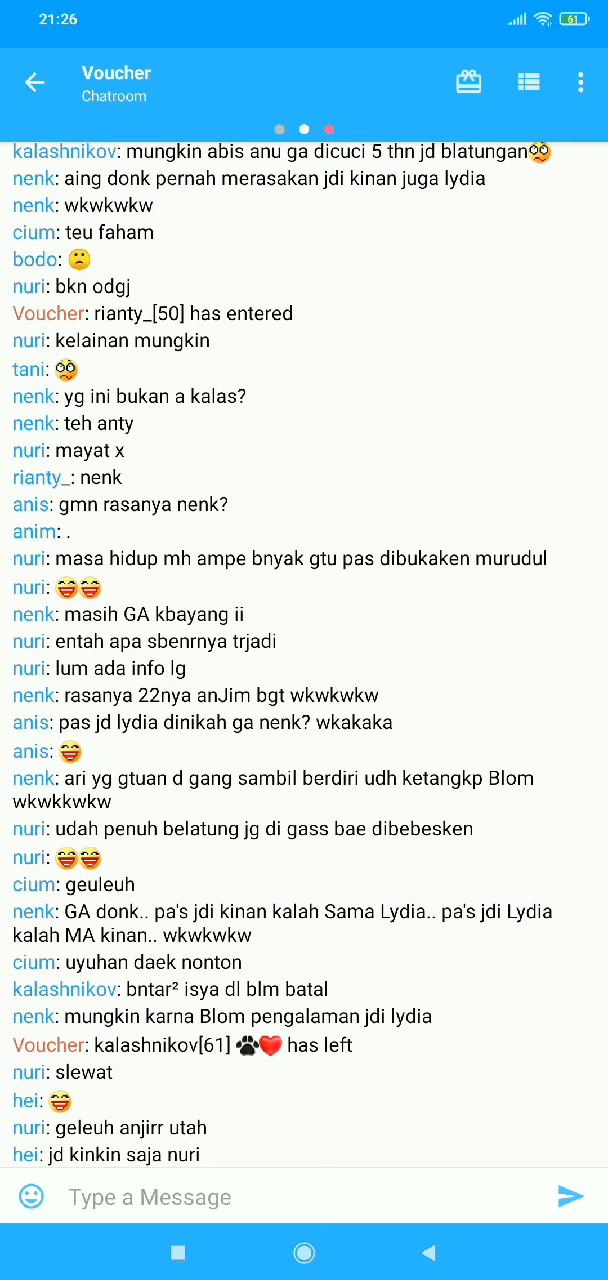 21:26
61
Voucher
Chatroom
kalashnikov: mungkin abis anu ga dicuci 5 thn jd blatungan
nenk: aing donk pernah merasakan jdi kinan juga lydia
nenk: wkwkwkw
cium: teu faham
bodo:
nuri: bkn odgj
Voucher: rianty_[50] has entered
nuri: kelainan mungkin
tani:
nenk: yg ini bukan a kalas?
nenk: teh anty
nuri: mayat x
rianty_: nenk
anis: gmn rasanya nenk?
anim: .
nuri: masa hidup mh ampe bnyak gtu pas dibukaken murudul
nuri: 😆😆
nenk: masih GA kbayang ii
nuri: entah apa sbenrnya trjadi
nuri: lum ada info lg
nenk: rasanya 22nya anJim bgt wkwkwkw
anis: pas jd lydia dinikah ga nenk? wkakaka
anis: 😆
nenk: ari yg gtuan d gang sambil berdiri udh ketangkp Blom
wkwkkwkw
nuri: udah penuh belatung jg di gass bae dibebesken
nuri: 😆😆
cium: geuleuh
nenk: GA donk.. pa's jdi kinan kalah Sama Lydia.. pa's jdi Lydia
kalah MA kinan.. wkwkwkw
cium: uyuhan daek nonton
kalashnikov: bntar² isya dl blm batal
nenk: mungkin karna Blom pengalaman jdi lydia
Voucher: kalashnikov[61] 🐾❤️ has left
nuri: slewat
hei: 😆
nuri: geleuh anjirr utah
hei: jd kinkin saja nuri
Type a Message